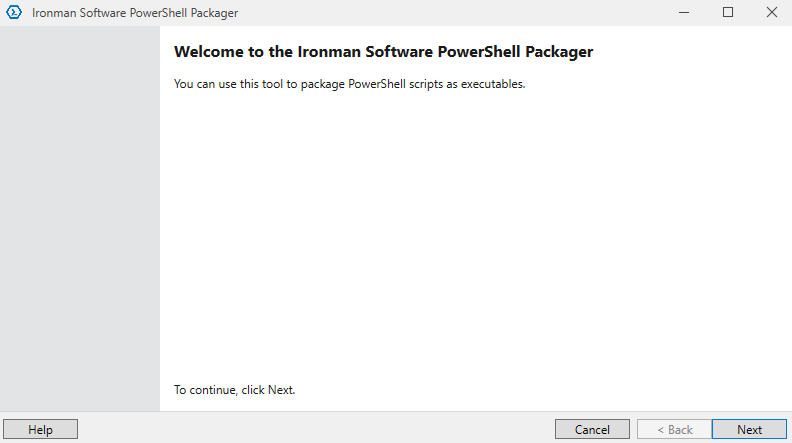 Ironman Software PowerShell Packager
Welcome to the Ironman Software PowerShell Packager
You can use this tool to package PowerShell scripts as executables.
To continue, click Next.
Help
Cancel
< Back
Next